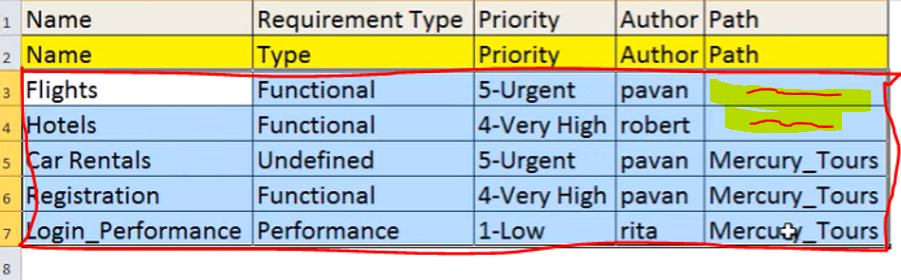 1 Name Requirement Type Priority Author Path
2 Name Type Priority Author Path
3 Flights Functional 5-Urgent pavan
4 Hotels Functional 4-Very High robert
5 Car Rentals Undefined 5-Urgent pavan Mercury_Tours
6 Registration Functional 4-Very High pavan Mercury_Tours
7 Login_Performance Performance 1-Low rita Mercury_Tours
8